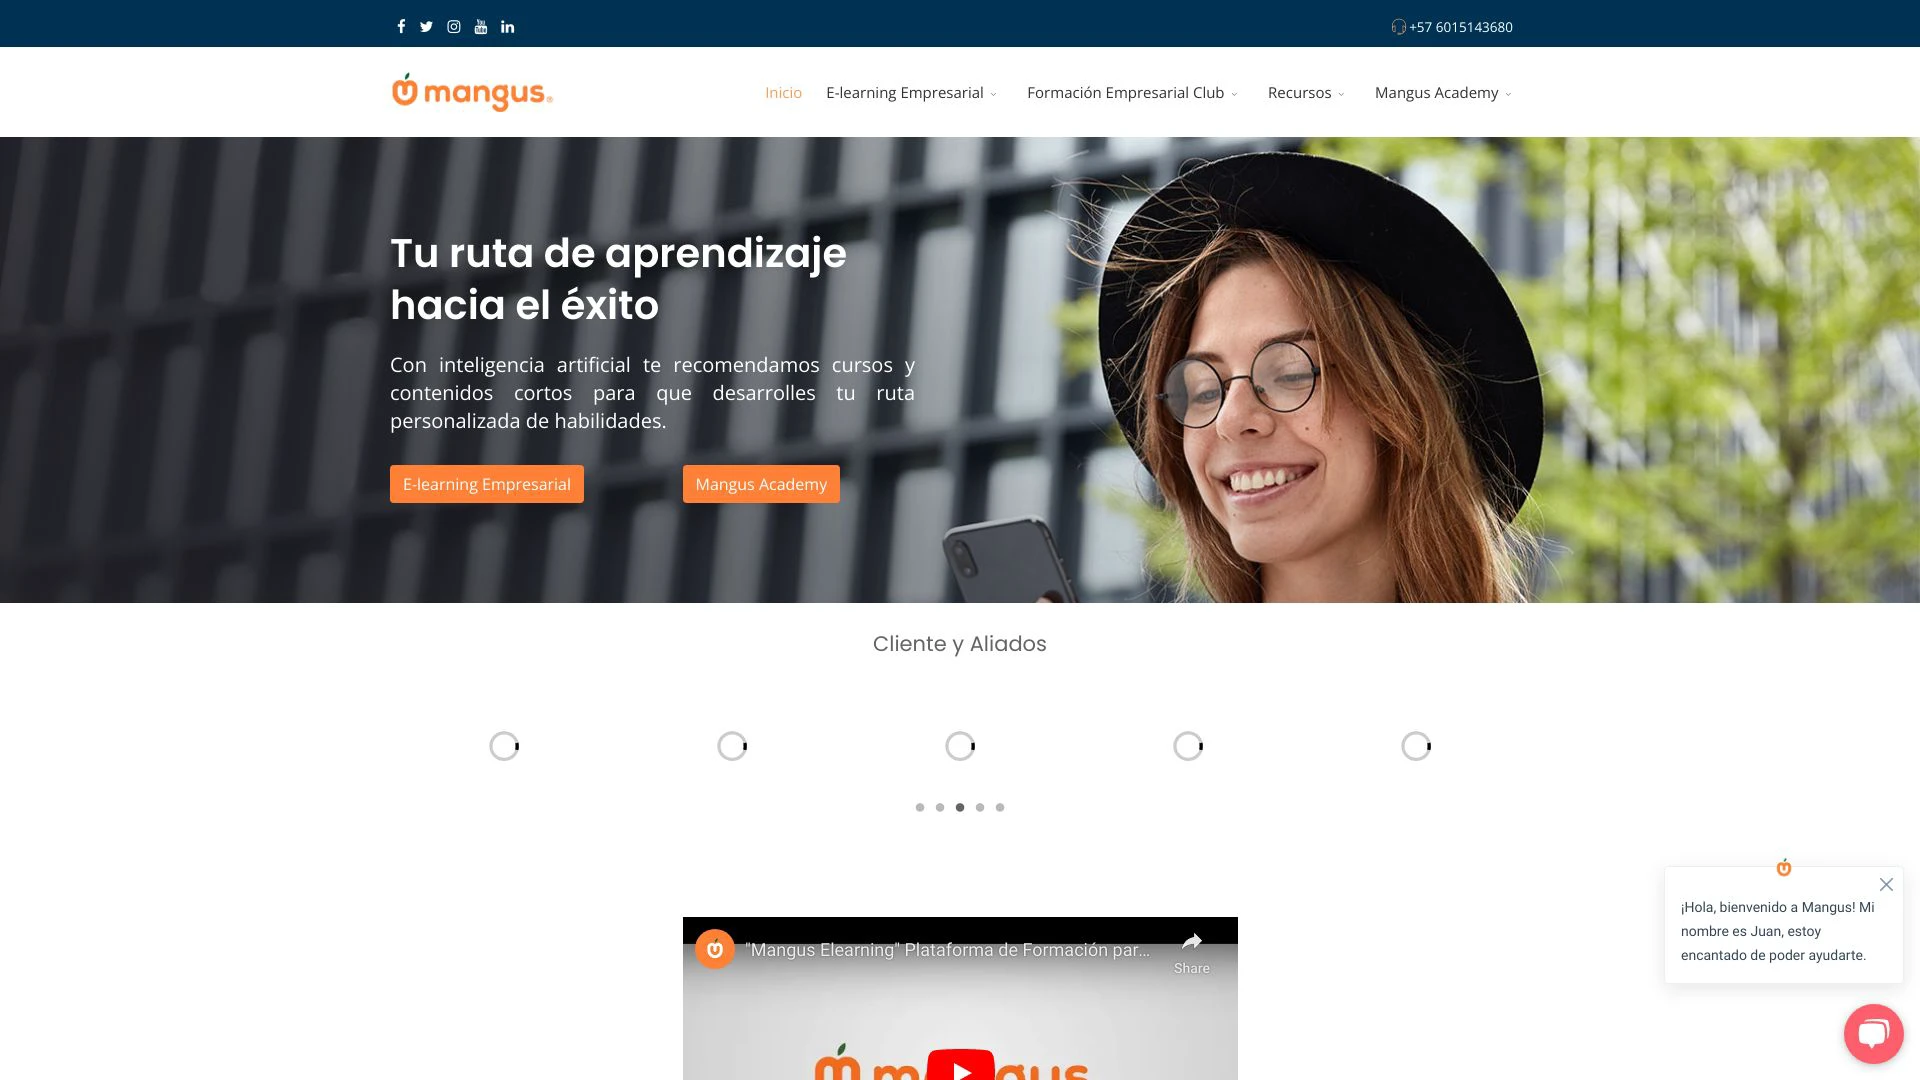 +57 6015143680
mangus®
Inicio
E-learning Empresarial
Formación Empresarial Club
Recursos
Mangus Academy
Tu ruta de aprendizaje
hacia el éxito
Con inteligencia artificial te recomendamos cursos y
contenidos cortos para que desarrolles tu ruta
personalizada de habilidades.
E-learning Empresarial
Mangus Academy
Cliente y Aliados
"Mangus Elearning" Plataforma de Formación par...
Share
¡Hola, bienvenido a Mangus! Mi
nombre es Juan, estoy
encantado de poder ayudarte.